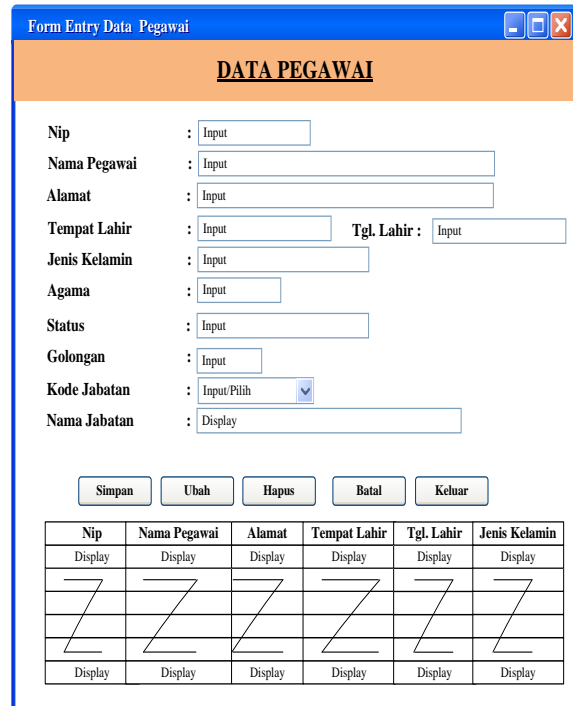 Form Entry Data Pegawai
DATA PEGAWAI
Nip : Input
Nama Pegawai : Input
Alamat : Input
Tempat Lahir : Input Tgl. Lahir : Input
Jenis Kelamin : Input
Agama : Input
Status : Input
Golongan : Input
Kode Jabatan : Input/Pilih
Nama Jabatan : Display
Simpan Ubah Hapus Batal Keluar
Nip Nama Pegawai Alamat Tempat Lahir Tgl. Lahir Jenis Kelamin
Display Display Display Display Display Display
Display Display Display Display Display Display